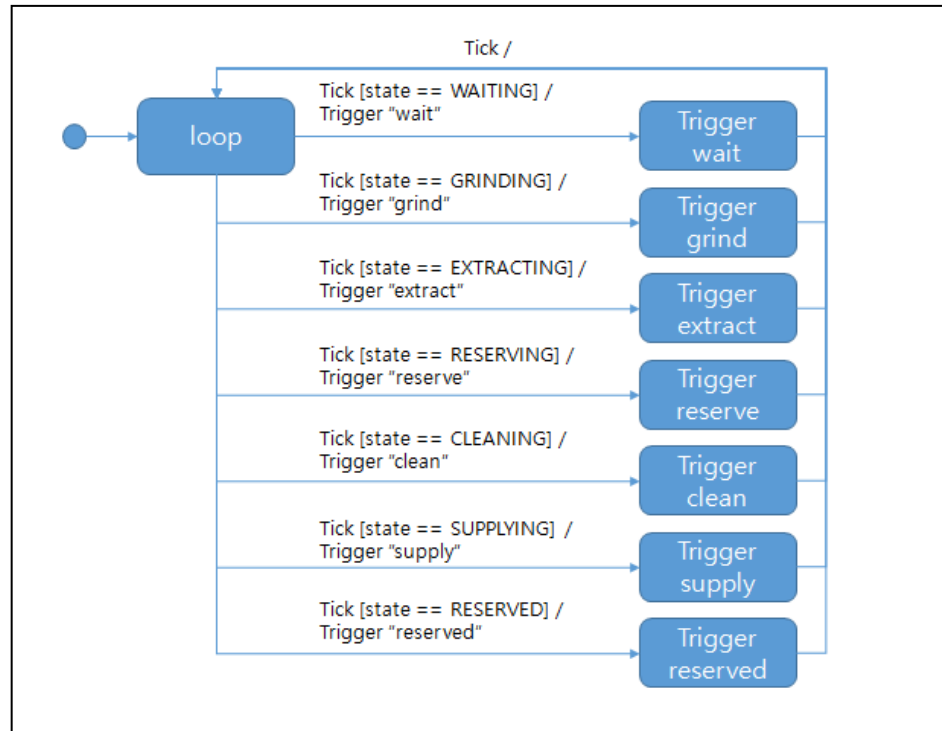 Tick /
Tick [state == WAITING] /
Trigger "wait"
loop
Trigger
wait
Tick [state == GRINDING] /
Trigger "grind"
Trigger
grind
Tick [state == EXTRACTING] /
Trigger "extract"
Trigger
extract
Tick [state == RESERVING] /
Trigger "reserve"
Trigger
reserve
Tick [state == CLEANING] /
Trigger "clean"
Trigger
clean
Tick [state == SUPPLYING] /
Trigger "supply"
Trigger
supply
Tick [state == RESERVED] /
Trigger "reserved"
Trigger
reserved